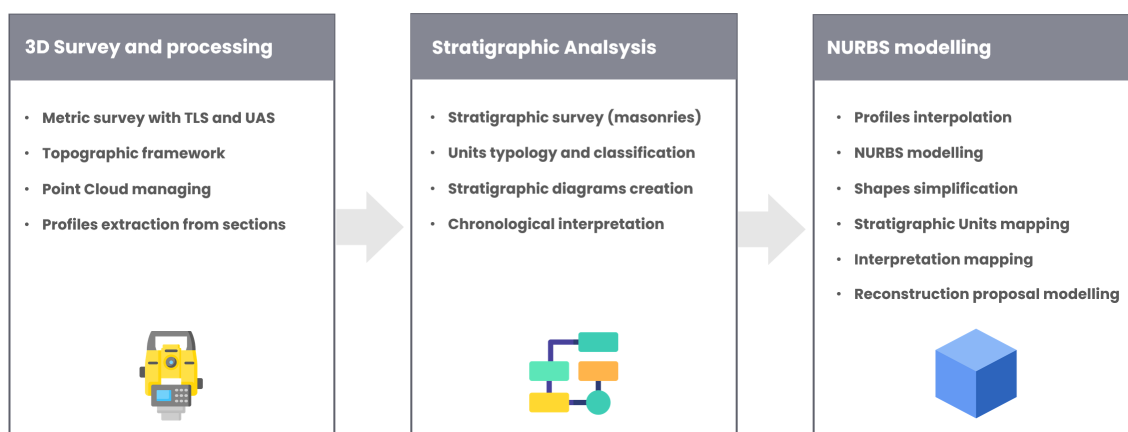 3D Survey and processing
• Metric survey with TLS and UAS
• Topographic framework
• Point Cloud managing
• Profiles extraction from sections
Stratigraphic Analsysis
• Stratigraphic survey (masonries)
• Units typology and classification
• Stratigraphic diagrams creation
• Chronological interpretation
NURBS modelling
• Profiles interpolation
• NURBS modelling
• Shapes simplification
• Stratigraphic Units mapping
• Interpretation mapping
• Reconstruction proposal modelling